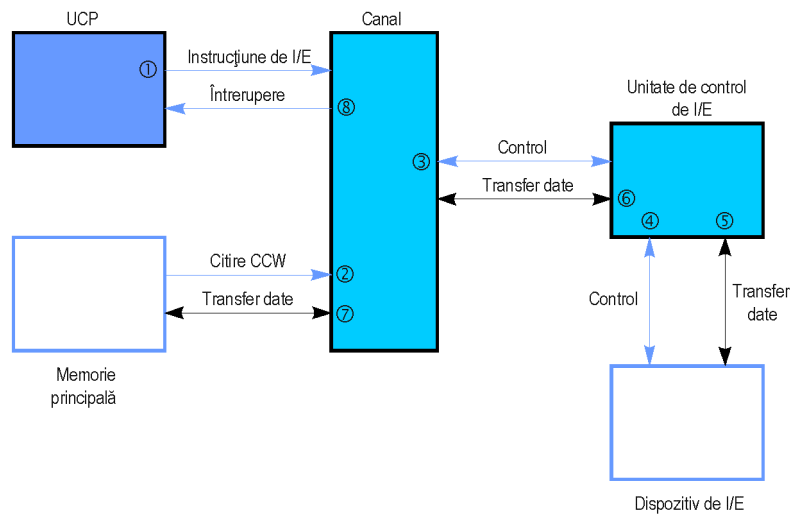 UCP
Canal
① Instrucţiune de I/E
Întrerupere ⑧
Unitate de control
de I/E
③ Control
Transfer date ⑥
④ ⑤
Citire CCW ②
Transfer date ⑦
Control
Transfer
date
Memorie
principală
Dispozitiv de I/E